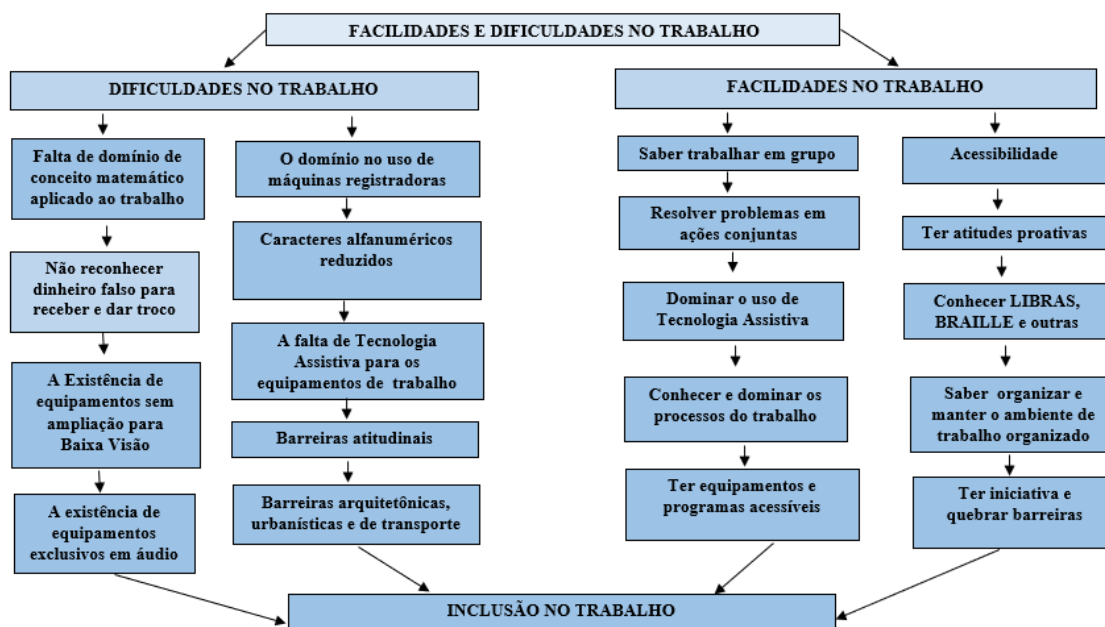 FACILIDADES E DIFICULDADES NO TRABALHO
DIFICULDADES NO TRABALHO
Falta de domínio de
conceito matemático
aplicado ao trabalho
Não reconhecer
dinheiro falso para
receber e dar troco
A Existência de
equipamentos sem
ampliação para
Baixa Visão
A existência de
equipamentos
exclusivos em áudio
O domínio no uso de
máquinas registradoras
Caracteres alfanuméricos
reduzidos
A falta de Tecnologia
Assistiva para os
equipamentos de trabalho
Barreiras atitudinais
Barreiras arquitetônicas,
urbanísticas e de transporte
FACILIDADES NO TRABALHO
Saber trabalhar em grupo
Resolver problemas em
ações conjuntas
Dominar o uso de
Tecnologia Assistiva
Conhecer e dominar os
processos do trabalho
Ter equipamentos e
programas acessíveis
Acessibilidade
Ter atitudes proativas
Conhecer LIBRAS,
BRAILLE e outras
Saber organizar e
manter o ambiente de
trabalho organizado
Ter iniciativa e
quebrar barreiras
INCLUSÃO NO TRABALHO